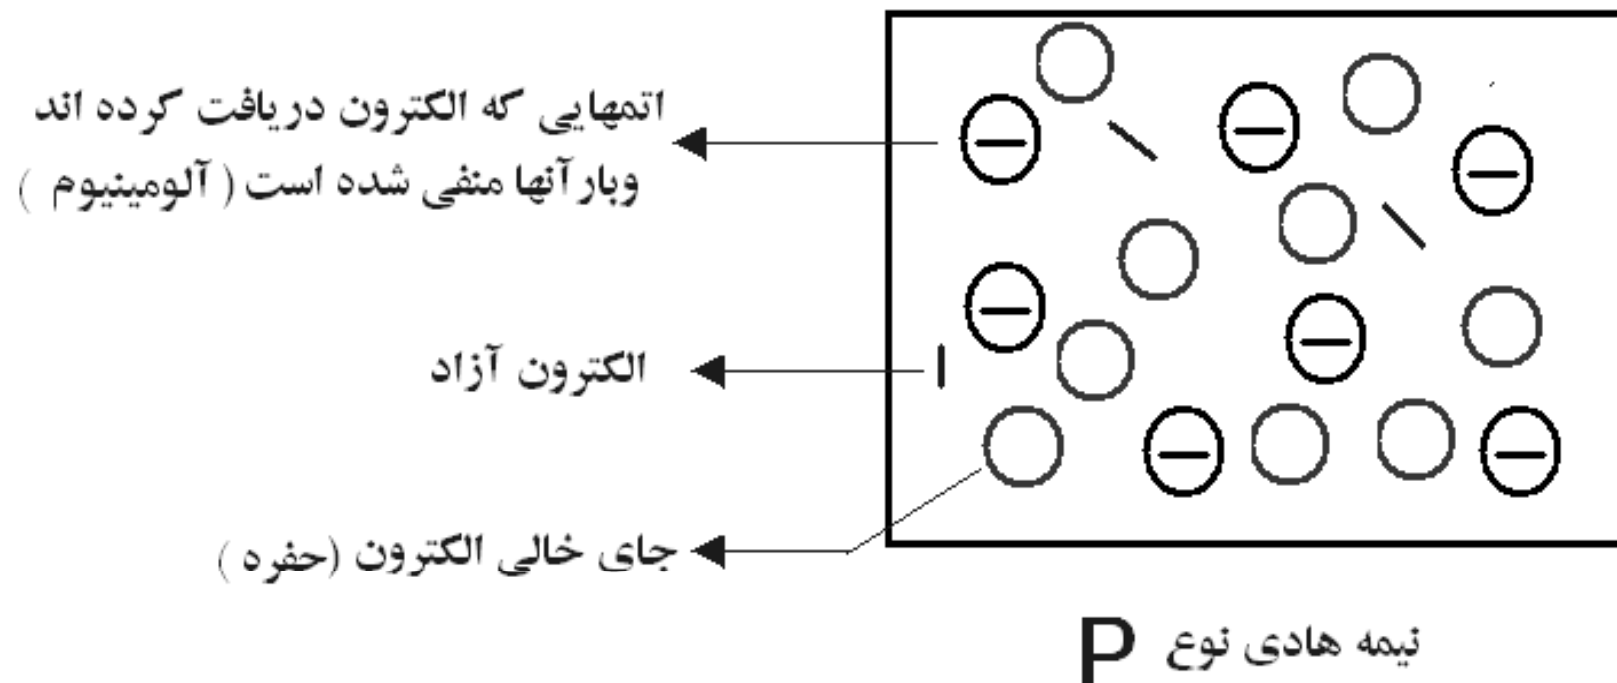 اتمهایی که الکترون دریافت کرده اند
وبار آنها منفی شده است ( آلومینیوم )
الکترون آزاد
جای خالی الکترون (حفره )
نیمه هادی نوع P